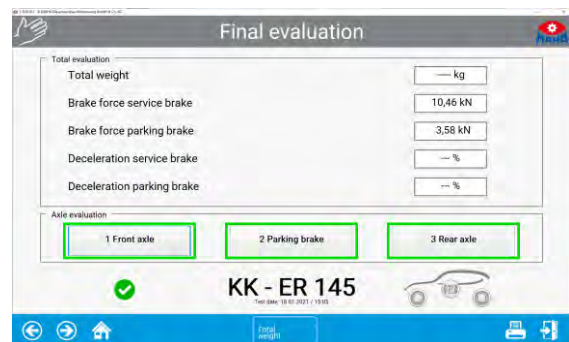 Final evaluation
MAHA
Total evaluation
Total weight --- kg
Brake force service brake 10,46 kN
Brake force parking brake 3,58 kN
Deceleration service brake --- %
Deceleration parking brake --- %
Axle evaluation
1 Front axle 2 Parking brake 3 Rear axle
KK - ER 145
Total
weight